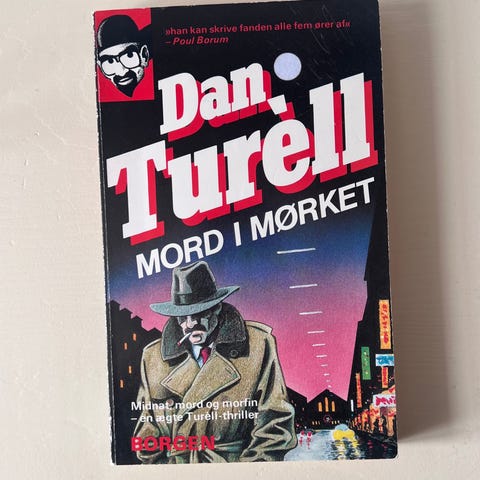 »han kan skrive fanden alle fem ører af«
– Poul Borum
Dan
Turèll
MORD I MØRKET
Midnat, mord og morfin
– en ægte Turèll-thriller
BORGEN